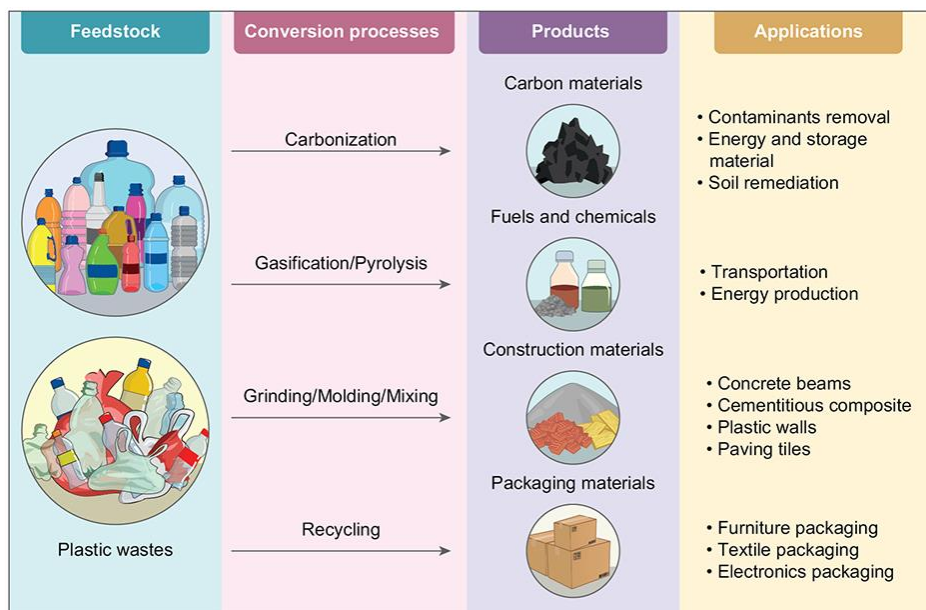 Feedstock
Conversion processes
Products
Applications
Plastic wastes
Carbonization
Gasification/Pyrolysis
Grinding/Molding/Mixing
Recycling
Carbon materials
Fuels and chemicals
Construction materials
Packaging materials
• Contaminants removal
• Energy and storage
material
• Soil remediation
• Transportation
• Energy production
• Concrete beams
• Cementitious composite
• Plastic walls
• Paving tiles
• Furniture packaging
• Textile packaging
• Electronics packaging